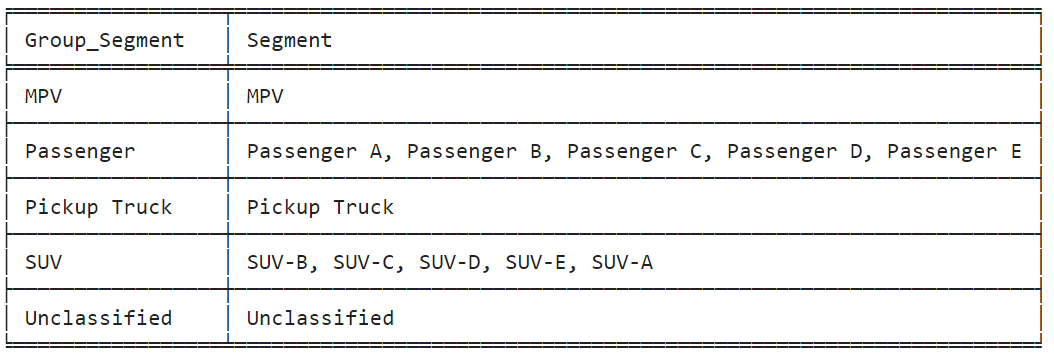 Group_Segment Segment
MPV MPV
Passenger Passenger A, Passenger B, Passenger C, Passenger D, Passenger E
Pickup Truck Pickup Truck
SUV SUV-B, SUV-C, SUV-D, SUV-E, SUV-A
Unclassified Unclassified